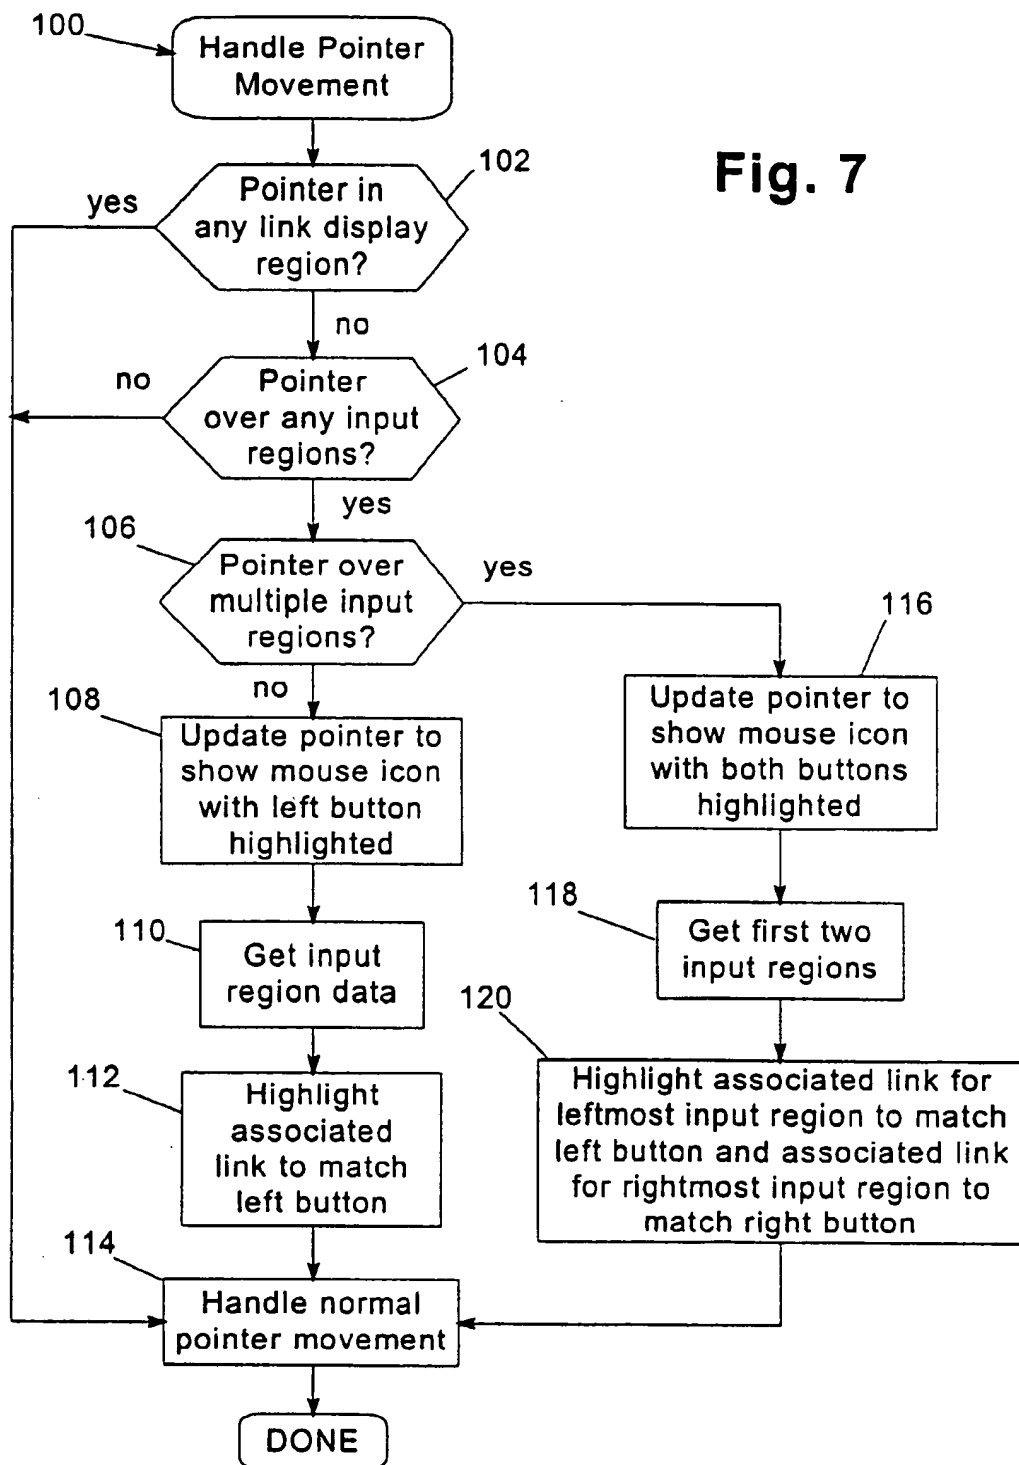 100
Handle Pointer
Movement
Fig. 7
102
yes
Pointer in
any link display
region?
no
104
no
Pointer
over any input
regions?
yes
106
Pointer over
multiple input
regions?
yes
no
108
Update pointer to
show mouse icon
with left button
highlighted
116
Update pointer to
show mouse icon
with both buttons
highlighted
110
Get input
region data
118
Get first two
input regions
112
Highlight
associated
link to match
left button
120
Highlight associated link for
leftmost input region to match
left button and associated link
for rightmost input region to
match right button
114
Handle normal
pointer movement
DONE